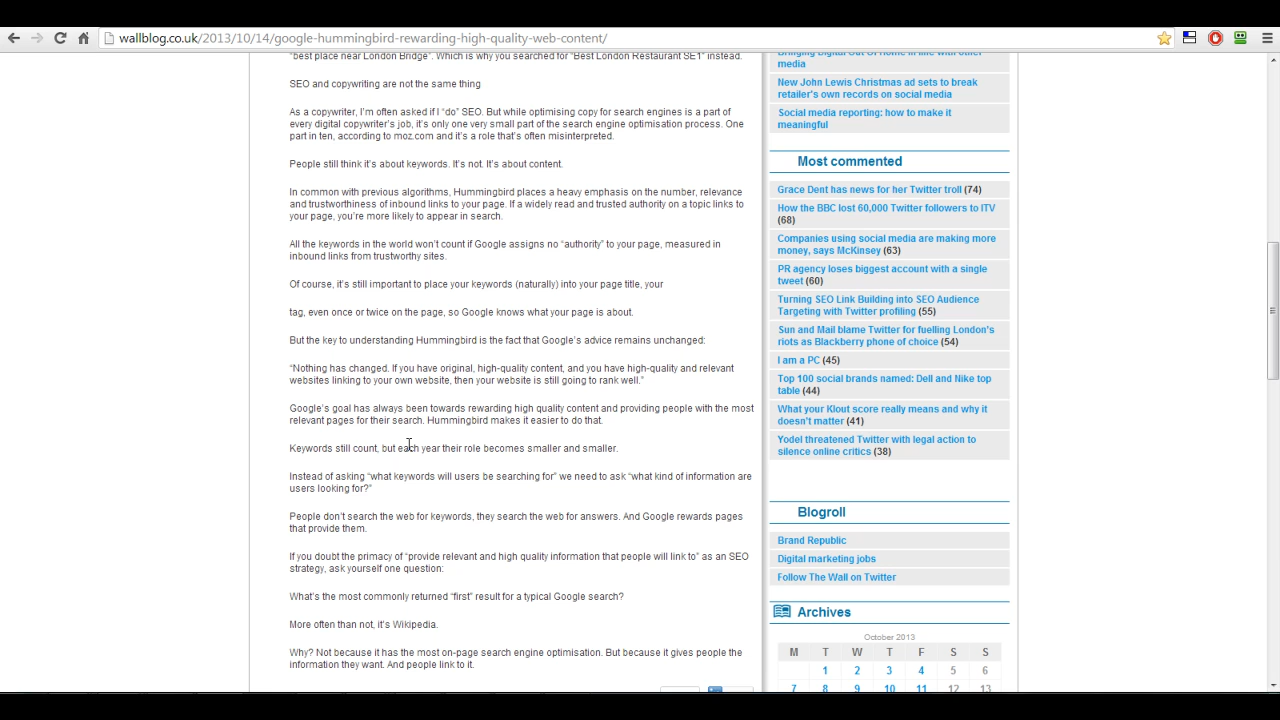 wallblog.co.uk/2013/10/14/google-hummingbird-rewarding-high-quality-web-content/
"best place near London Bridge". Which is why you searched for "Best London Restaurant SE1" instead.
SEO and copywriting are not the same thing
As a copywriter, I'm often asked if I "do" SEO. But while optimising copy for search engines is a part of
every digital copywriter's job, it's only one very small part of the search engine optimisation process. One
part in ten, according to moz.com and it's a role that's often misinterpreted.
People still think it's about keywords. It's not. It's about content.
In common with previous algorithms, Hummingbird places a heavy emphasis on the number, relevance
and trustworthiness of inbound links to your page. If a widely read and trusted authority on a topic links to
your page, you're more likely to appear in search.
All the keywords in the world won't count if Google assigns no "authority" to your page, measured in
inbound links from trustworthy sites.
Of course, it's still important to place your keywords (naturally) into your page title, your
tag, even once or twice on the page, so Google knows what your page is about.
But the key to understanding Hummingbird is the fact that Google's advice remains unchanged:
"Nothing has changed. If you have original, high-quality content, and you have high-quality and relevant
websites linking to your own website, then your website is still going to rank well."
Google's goal has always been towards rewarding high quality content and providing people with the most
relevant pages for their search. Hummingbird makes it easier to do that.
Keywords still count, but each year their role becomes smaller and smaller.
Instead of asking "what keywords will users be searching for" we need to ask "what kind of information are
users looking for?"
People don't search the web for keywords, they search the web for answers. And Google rewards pages
that provide them.
If you doubt the primacy of "provide relevant and high quality information that people will link to" as an SEO
strategy, ask yourself one question:
What's the most commonly returned "first" result for a typical Google search?
More often than not, it's Wikipedia.
Why? Not because it has the most on-page search engine optimisation. But because it gives people the
information they want. And people link to it.
Bringing Digital Out Of Home in line with other
media
New John Lewis Christmas ad sets to break
retailer's own records on social media
Social media reporting: how to make it
meaningful
Most commented
Grace Dent has news for her Twitter troll (74)
How the BBC lost 60,000 Twitter followers to ITV
(68)
Companies using social media are making more
money, says McKinsey (63)
PR agency loses biggest account with a single
tweet (60)
Turning SEO Link Building into SEO Audience
Targeting with Twitter profiling (55)
Sun and Mail blame Twitter for fuelling London's
riots as Blackberry phone of choice (54)
I am a PC (45)
Top 100 social brands named: Dell and Nike top
table (44)
What your Klout score really means and why it
doesn't matter (41)
Yodel threatened Twitter with legal action to
silence online critics (38)
Blogroll
Brand Republic
Digital marketing jobs
Follow The Wall on Twitter
Archives
October 2013
M T W T F S S
1 2 3 4 5 6
7 8 9 10 11 12 13